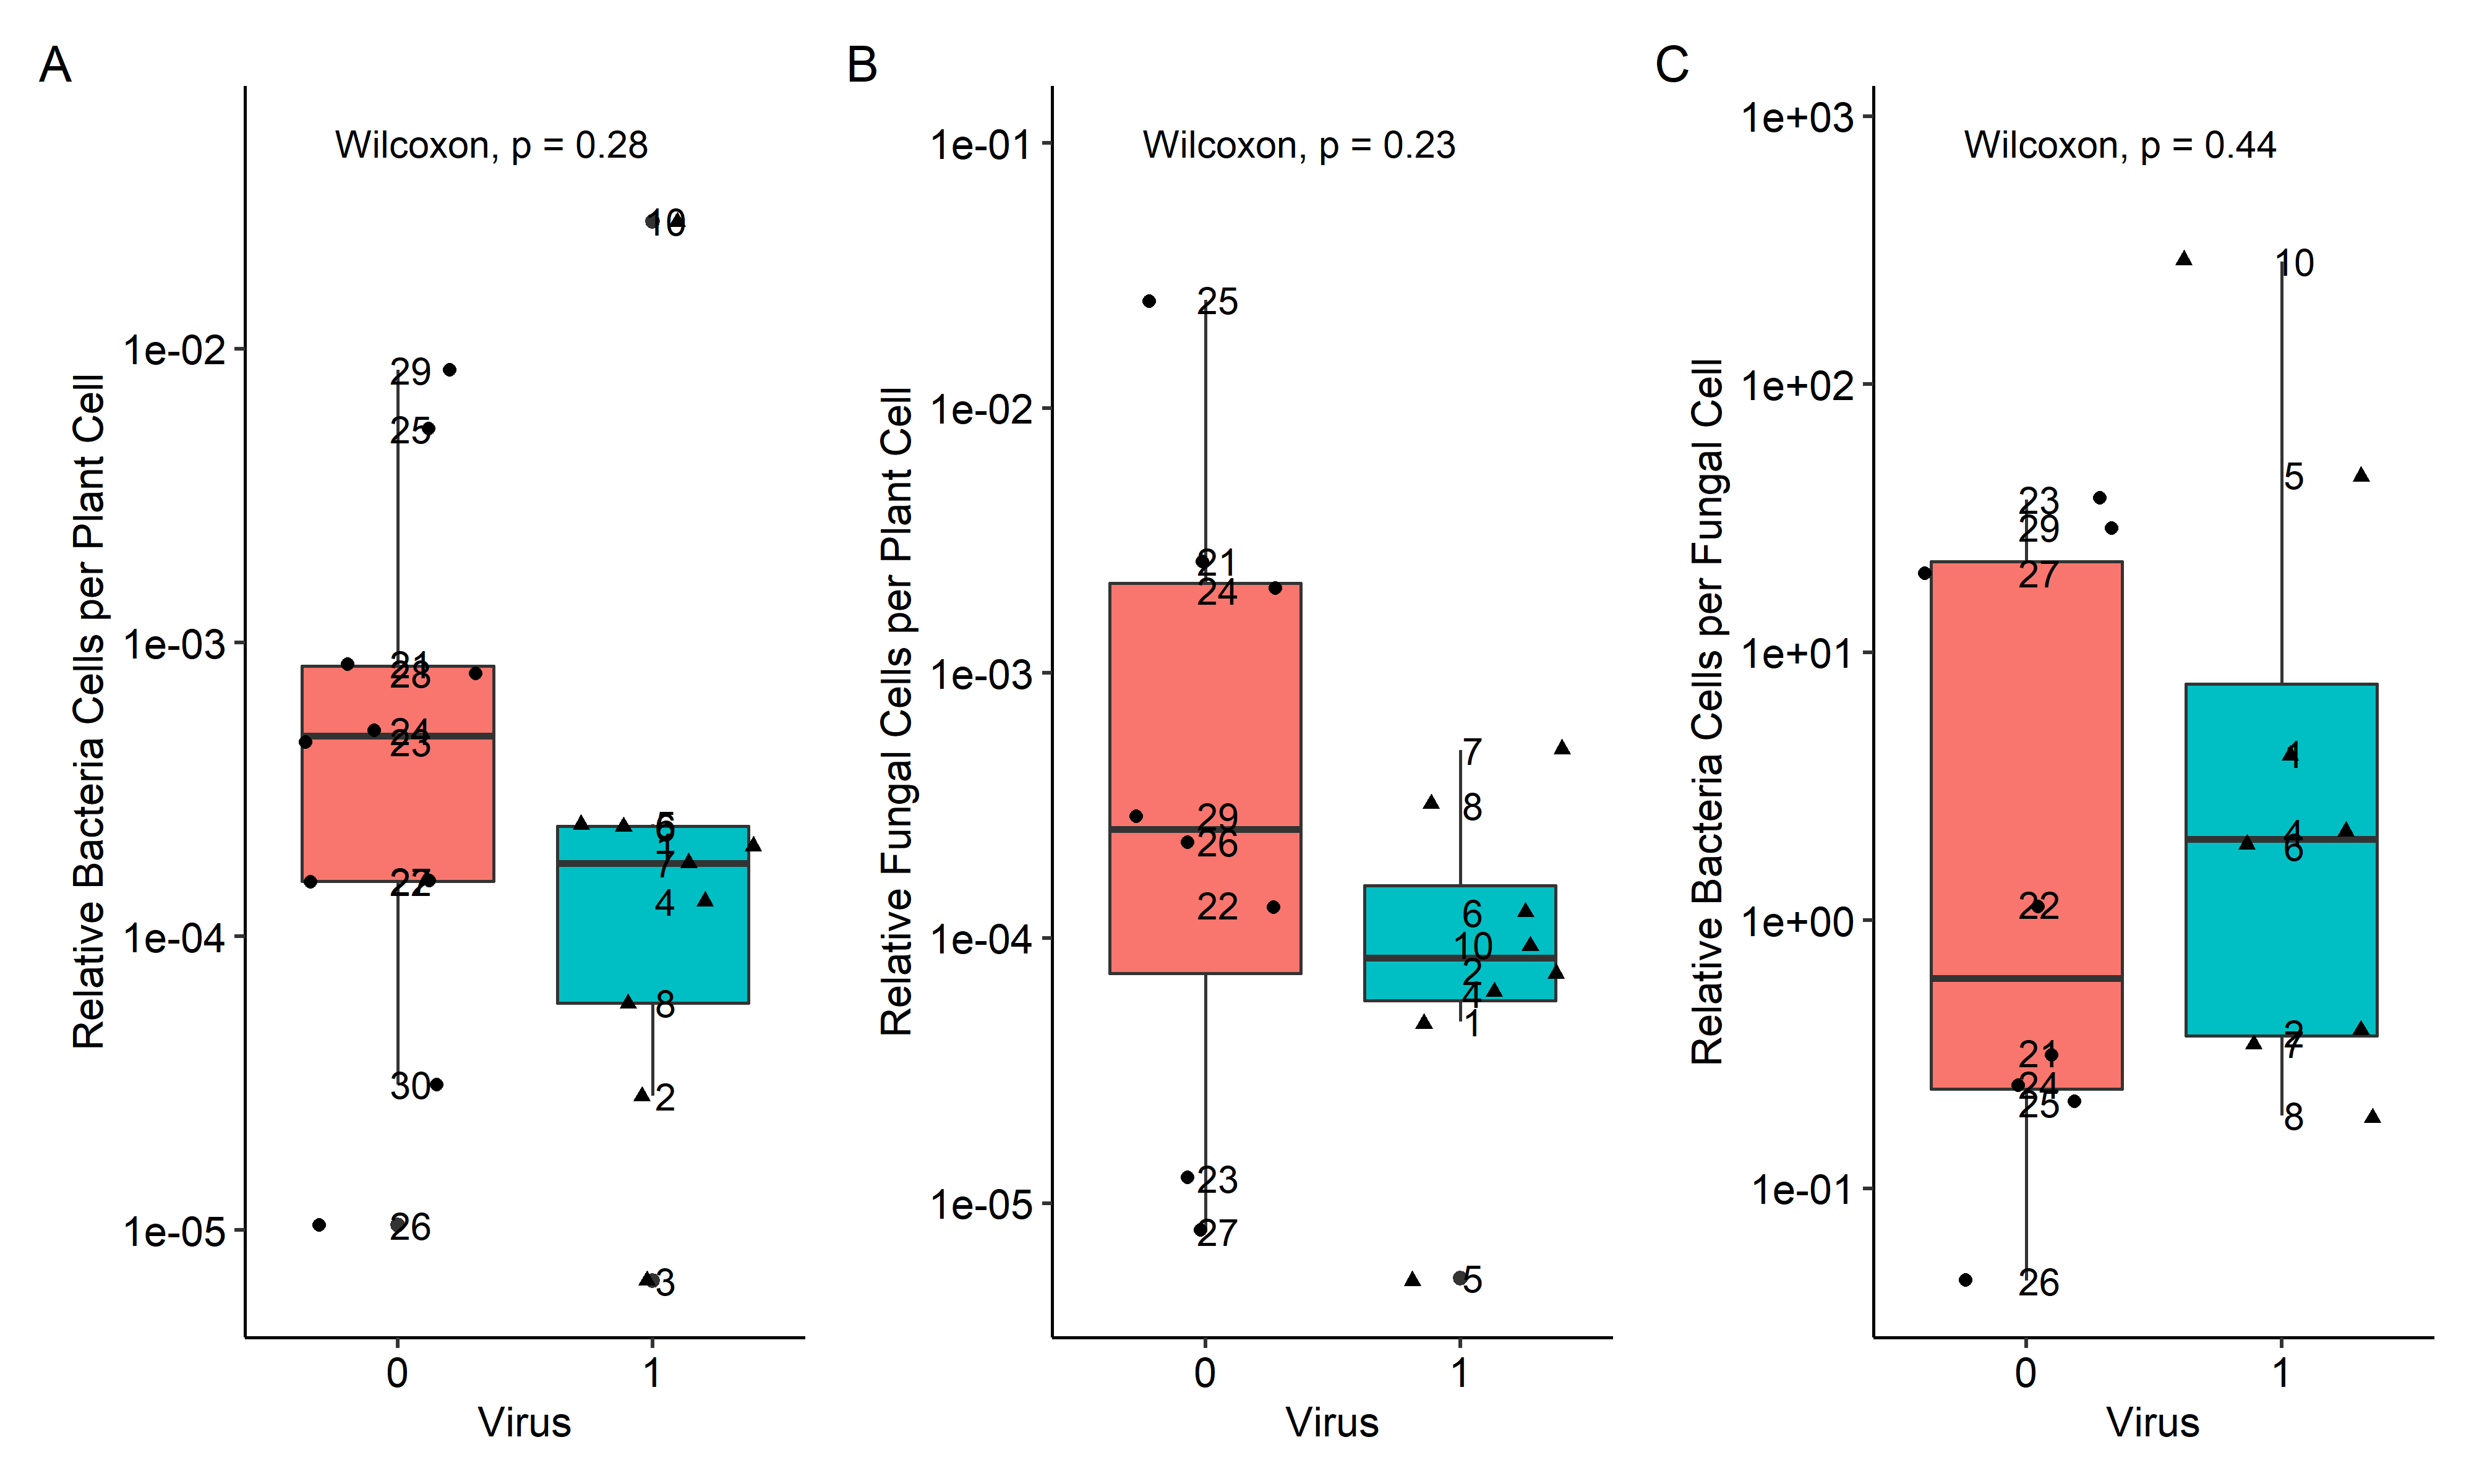 A
Wilcoxon, p = 0.28
Relative Bacteria Cells per Plant Cell
1e-02
1e-03
1e-04
1e-05
10
29
25
21
28
24
23
27
30
26
7
4
8
2
3
0
1
Virus
B
Wilcoxon, p = 0.23
Relative Fungal Cells per Plant Cell
1e-01
1e-02
1e-03
1e-04
1e-05
25
21
24
29
26
22
23
27
7
8
6
10
2
4
1
5
0
1
Virus
C
Wilcoxon, p = 0.44
Relative Bacteria Cells per Fungal Cell
1e+03
1e+02
1e+01
1e+00
1e-01
23
29
27
22
21
24
25
26
10
5
1
4
6
2
7
8
0
1
Virus